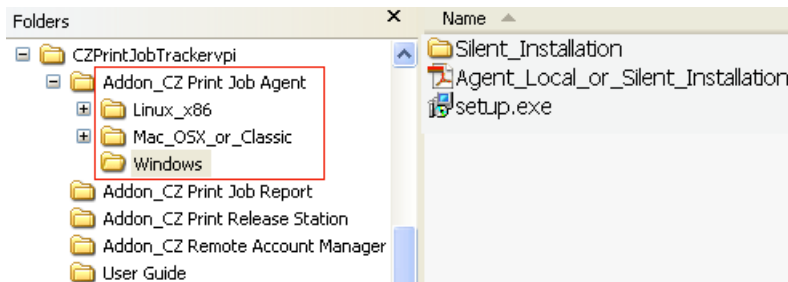 Folders
CZPrintJobTrackervpi
Addon_CZ Print Job Agent
Linux_x86
Mac_OSX_or_Classic
Windows
Addon_CZ Print Job Report
Addon_CZ Print Release Station
Addon_CZ Remote Account Manager
User Guide
Name
Silent_Installation
Agent_Local_or_Silent_Installation
setup.exe